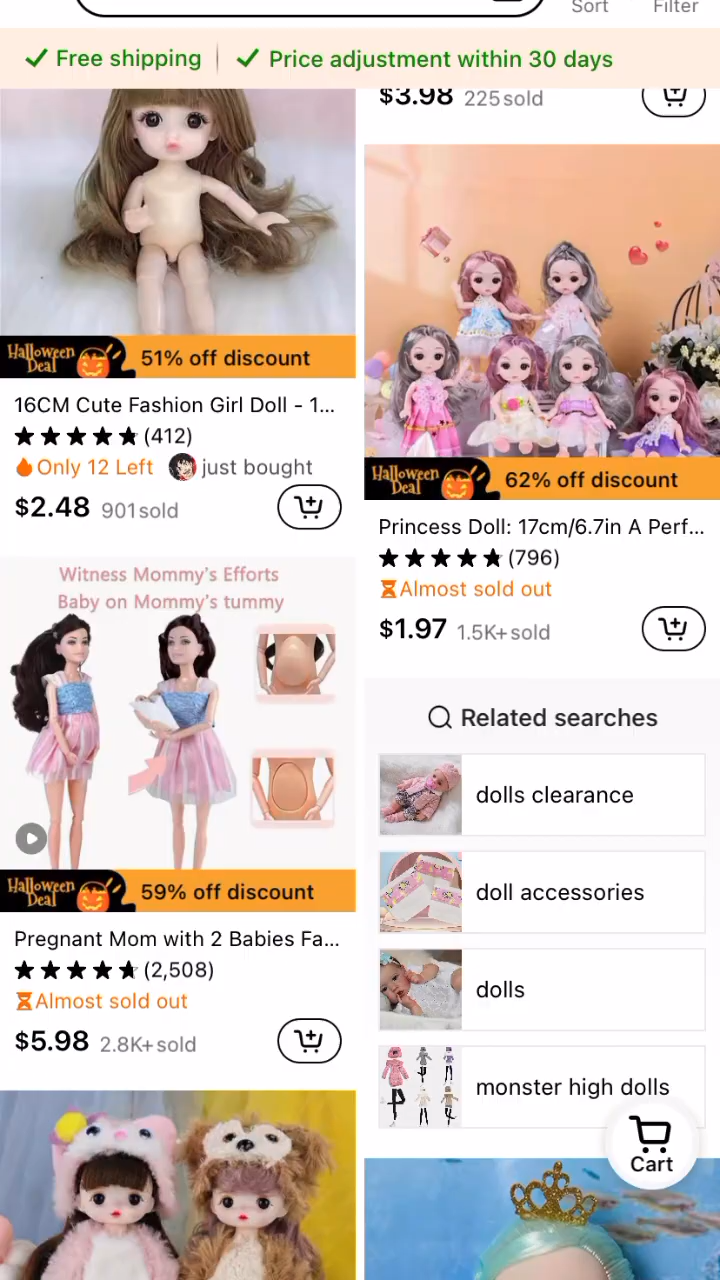 Sort Filter
Free shipping
Price adjustment within 30 days
Halloween Deal
51% off discount
16CM Cute Fashion Girl Doll - 1...
(412)
Only 12 Left just bought
$2.48 901sold
Witness Mommy's Efforts
Baby on Mommy's tummy
Halloween Deal
59% off discount
Pregnant Mom with 2 Babies Fa...
(2,508)
Almost sold out
$5.98 2.8K+sold
$3.98 225sold
Halloween Deal
62% off discount
Princess Doll: 17cm/6.7in A Perf...
(796)
Almost sold out
$1.97 1.5K+sold
Related searches
dolls clearance
doll accessories
dolls
monster high dolls
Cart